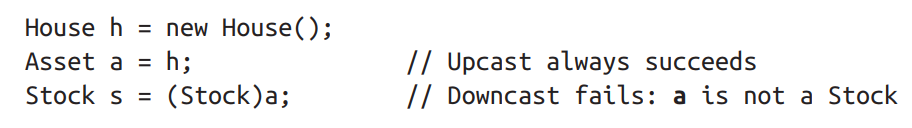 House h = new House();
Asset a = h;               // Upcast always succeeds
Stock s = (Stock)a;        // Downcast fails: a is not a Stock